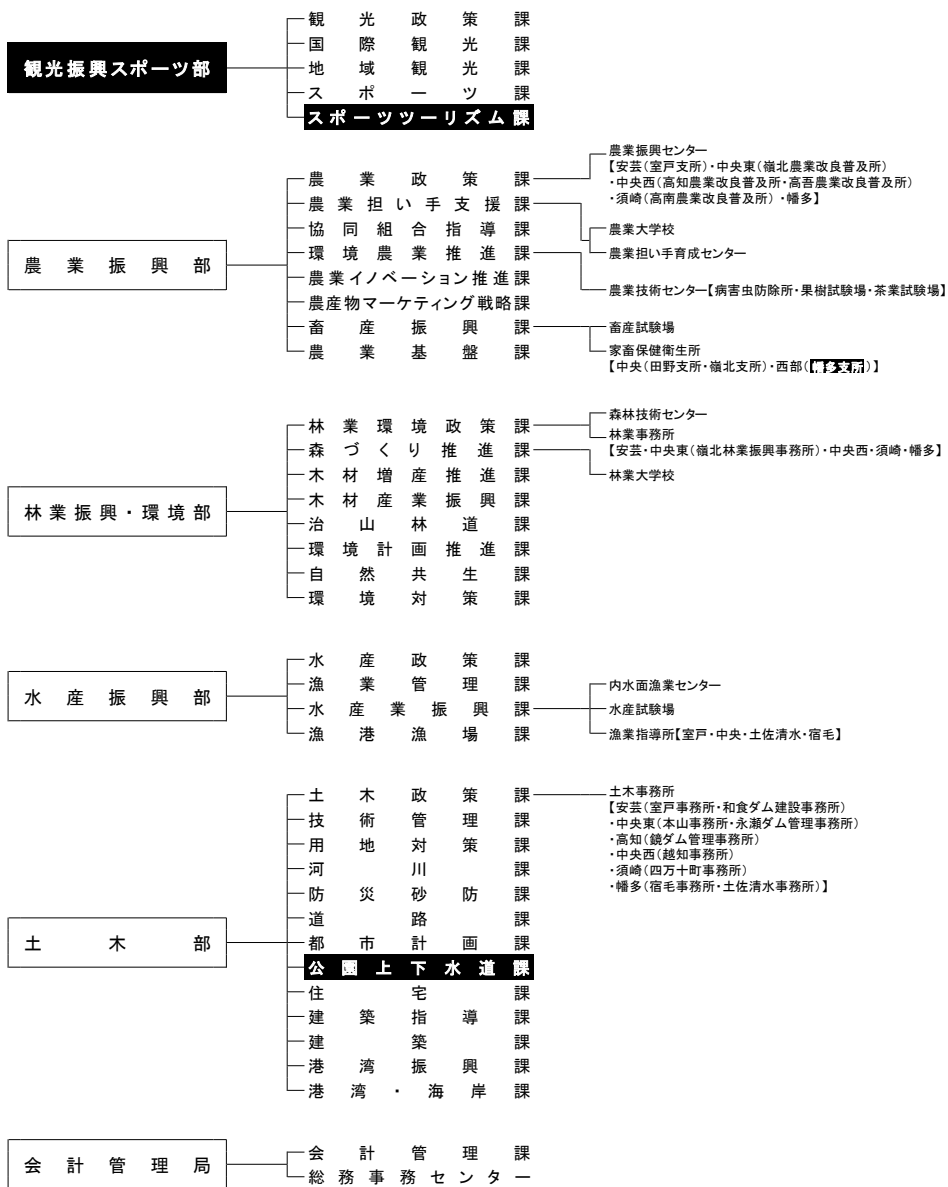 観光振興スポーツ部
観光政策課
国際観光課
地域観光課
スポーツ課
スポーツツーリズム課
農業振興部
農業政策課
農業担い手支援課
協同組合指導課
環境農業推進課
農業イノベーション推進課
農産物マーケティング戦略課
畜産振興課
農業基盤課
農業振興センター
【安芸(室戸支所)・中央東(嶺北農業改良普及所)
・中央西(高知農業改良普及所・高吾農業改良普及所)
・須崎(高南農業改良普及所)・幡多】
農業大学校
農業担い手育成センター
農業技術センター【病害虫防除所・果樹試験場・茶業試験場】
畜産試験場
家畜保健衛生所
【中央(田野支所・嶺北支所)・西部(幡多支所)】
林業振興・環境部
林業環境政策課
森づくり推進課
木材増産推進課
木材産業振興課
治山林道課
環境計画推進課
自然共生課
環境対策課
森林技術センター
林業事務所
【安芸・中央東(嶺北林業振興事務所)・中央西・須崎・幡多】
林業大学校
水産振興部
水産政策課
漁業管理課
水産業振興課
漁港漁場課
内水面漁業センター
水産試験場
漁業指導所【室戸・中央・土佐清水・宿毛】
土木部
土木政策課
技術管理課
用地対策課
河川課
防災砂防課
道路課
都市計画課
公園上下水道課
住宅課
建築指導課
建築課
港湾振興課
港湾・海岸課
土木事務所
【安芸(室戸事務所・和食ダム建設事務所)
・中央東(本山事務所・永瀬ダム管理事務所)
・高知(鏡ダム管理事務所)
・中央西(越知事務所)
・須崎(四万十町事務所)
・幡多(宿毛事務所・土佐清水事務所)】
会計管理局
会計管理課
総務事務センター